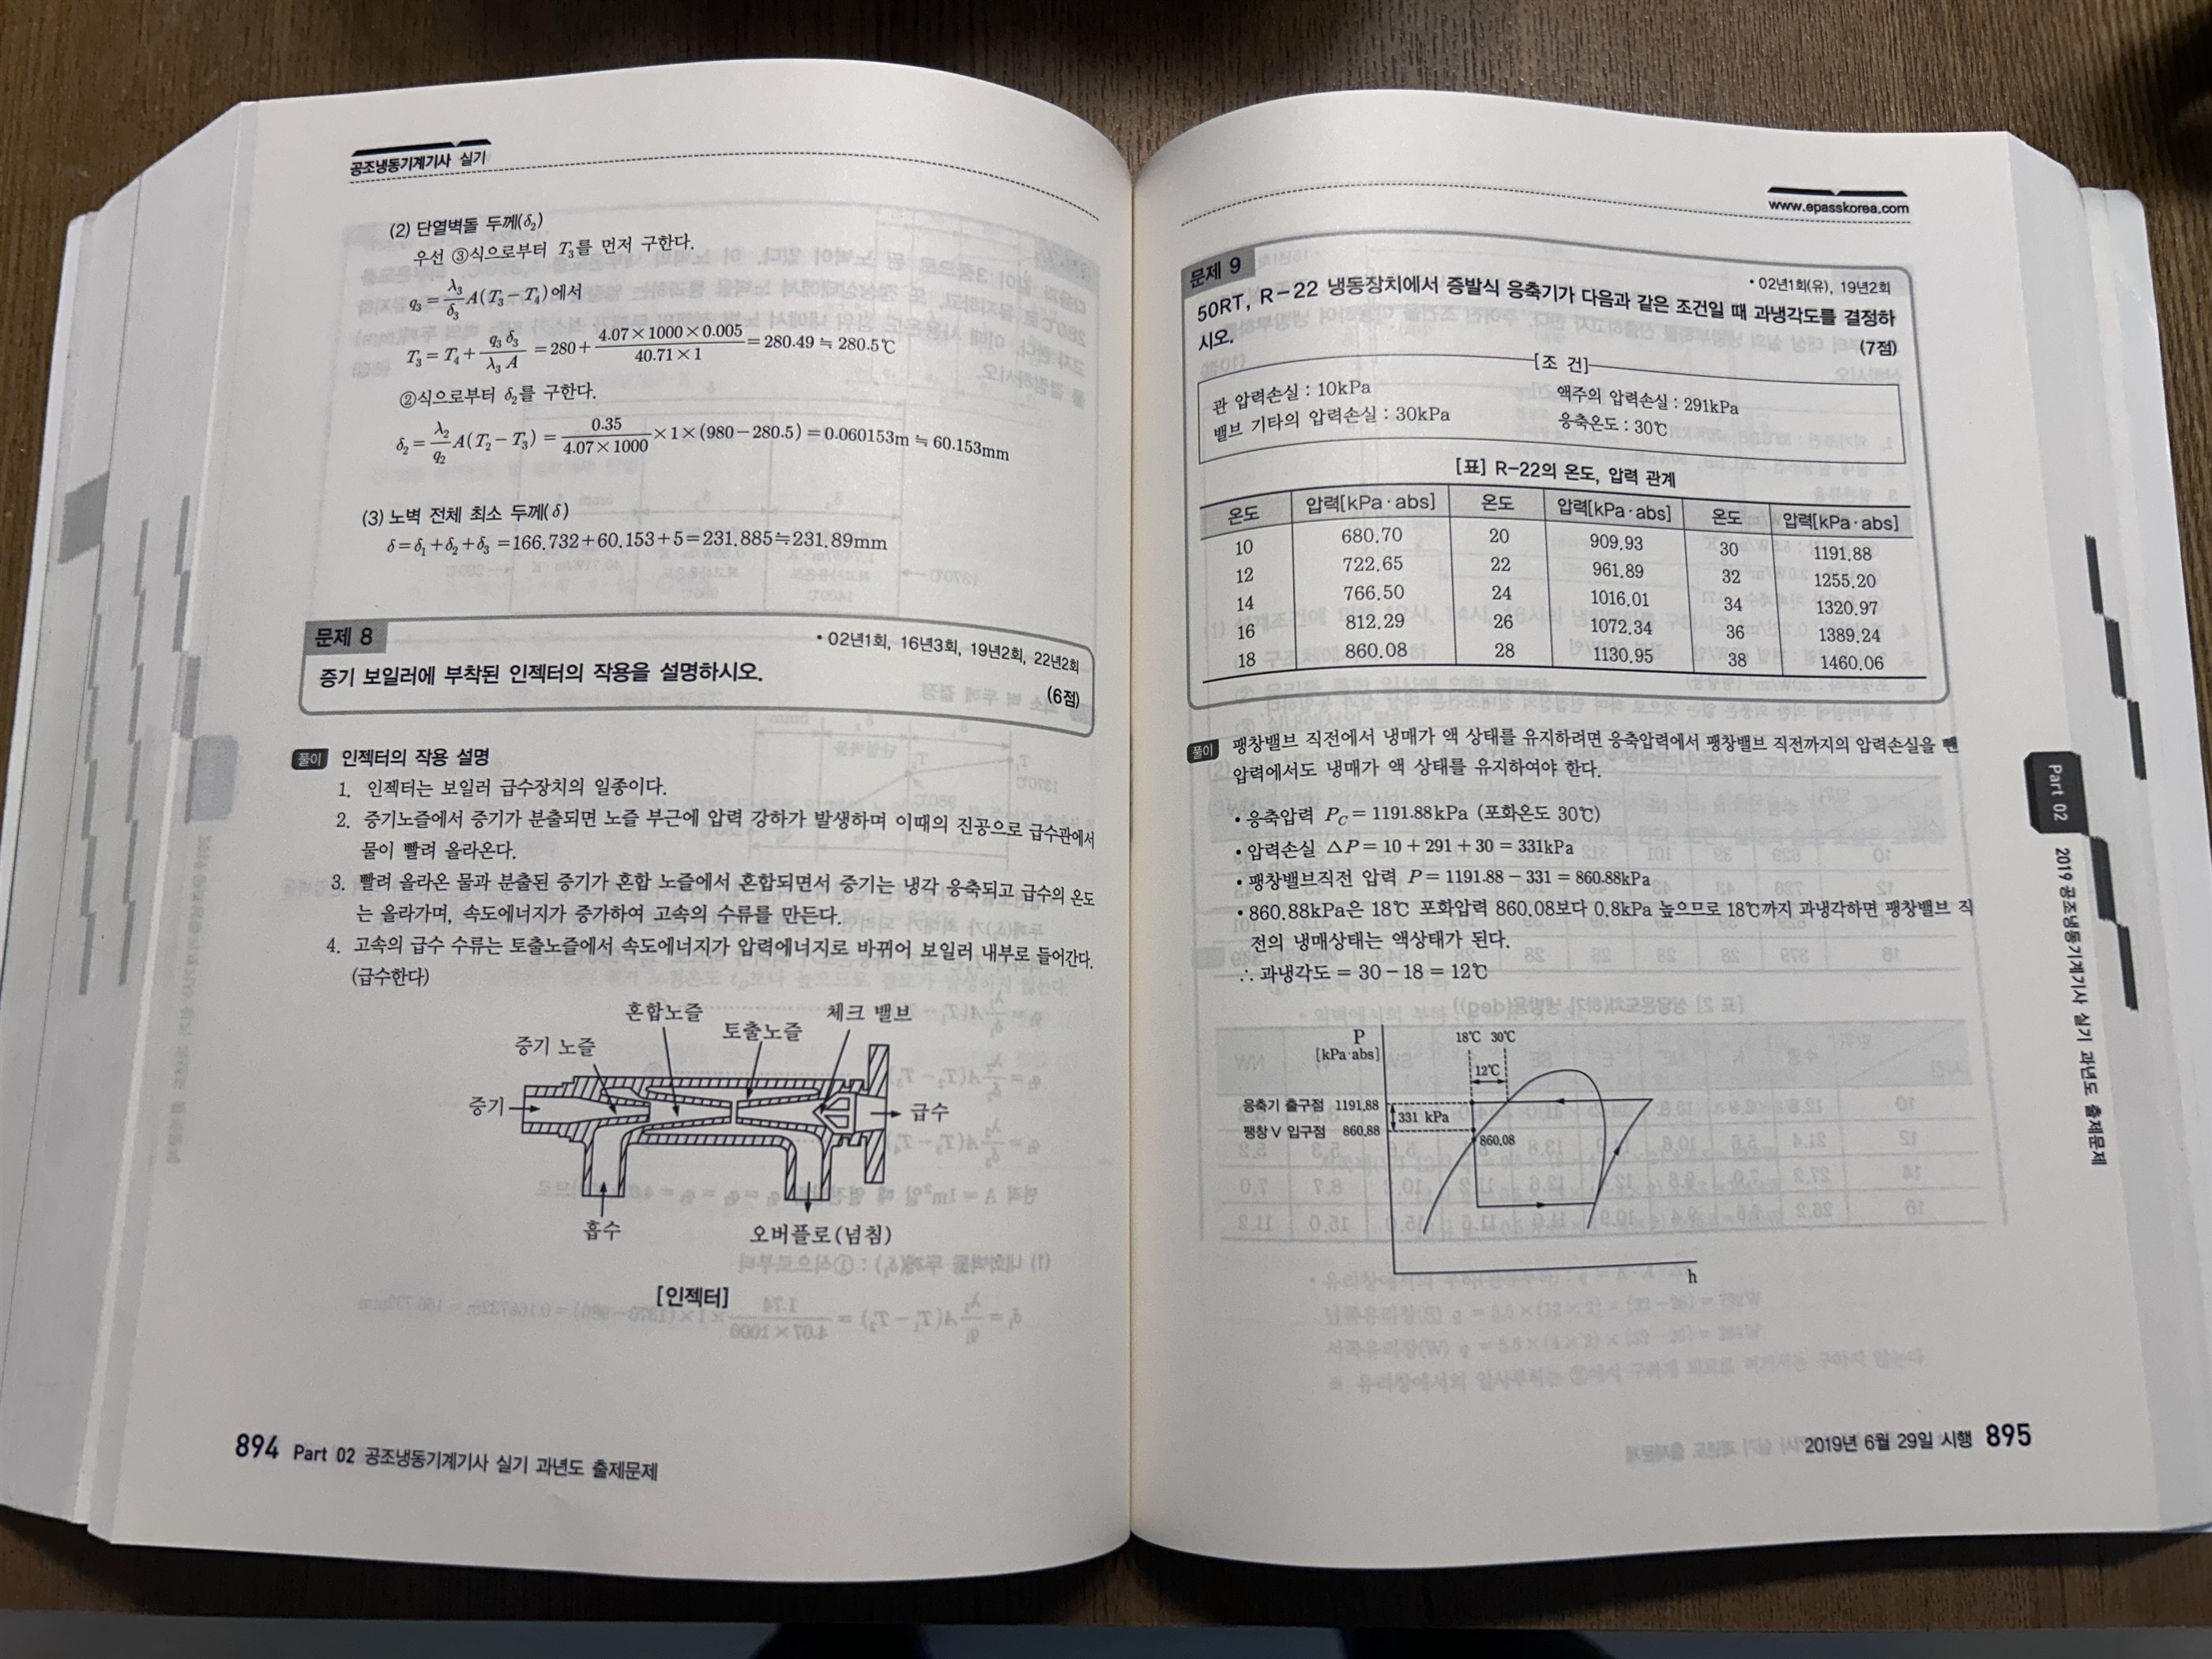 공조냉동기계기사 실기
(2) 단열벽돌 두께(δ₂)
우선 ③식으로부터 T₃를 먼저 구한다.
q₃ = λ₃/δ₃ A(T₃-T₄)에서
T₃ = T₄ + q₃ δ₃/λ₃ A = 280 + 4.07×1000×0.005/40.71×1 = 280.49 ≒ 280.5℃
②식으로부터 δ₂를 구한다.
δ₂ = λ₂/q₂ A(T₂-T₃) = 0.35/4.07×1000 ×1×(980-280.5) = 0.060153m ≒ 60.153mm
(3) 노벽 전체 최소 두께(δ)
δ = δ₁+δ₂+δ₃ = 166.732+60.153+5 = 231.885 ≒ 231.89mm
문제 8
• 02년1회, 16년3회, 19년2회, 22년2회
증기 보일러에 부착된 인젝터의 작용을 설명하시오.
(6점)
풀이 인젝터의 작용 설명
1. 인젝터는 보일러 급수장치의 일종이다.
2. 증기노즐에서 증기가 분출되면 노즐 부근에 압력 강하가 발생하며 이때의 진공으로 급수관에서
물이 빨려 올라온다.
3. 빨려 올라온 물과 분출된 증기가 혼합 노즐에서 혼합되면서 증기는 냉각 응축되고 급수의 온도
는 올라가며, 속도에너지가 증가하여 고속의 수류를 만든다.
4. 고속의 급수 수류는 토출노즐에서 속도에너지가 압력에너지로 바뀌어 보일러 내부로 들어간다.
(급수한다)
혼합노즐
체크 밸브
토출노즐
증기 노즐
증기
급수
흡수
오버플로(넘침)
[인젝터]
894 Part 02 공조냉동기계기사 실기 과년도 출제문제
www.epasskorea.com
문제 9
• 02년1회(유), 19년2회
50RT, R-22 냉동장치에서 증발식 응축기가 다음과 같은 조건일 때 과냉각도를 결정하
시오.
(7점)
[조 건]
관 압력손실 : 10kPa 액주의 압력손실 : 291kPa
밸브 기타의 압력손실 : 30kPa 응축온도 : 30℃
[표] R-22의 온도, 압력 관계
온도 압력[kPa·abs] 온도 압력[kPa·abs] 온도 압력[kPa·abs]
10 680.70 20 909.93 30 1191.88
12 722.65 22 961.89 32 1255.20
14 766.50 24 1016.01 34 1320.97
16 812.29 26 1072.34 36 1389.24
18 860.08 28 1130.95 38 1460.06
풀이 팽창밸브 직전에서 냉매가 액 상태를 유지하려면 응축압력에서 팽창밸브 직전까지의 압력손실을 뺀
압력에서도 냉매가 액 상태를 유지하여야 한다.
• 응축압력 P_C = 1191.88kPa (포화온도 30℃)
• 압력손실 △P = 10 + 291 + 30 = 331kPa
• 팽창밸브직전 압력 P = 1191.88 - 331 = 860.88kPa
• 860.88kPa은 18℃ 포화압력 860.08보다 0.8kPa 높으므로 18℃까지 과냉각하면 팽창밸브 직
전의 냉매상태는 액상태가 된다.
∴ 과냉각도 = 30 - 18 = 12℃
P
[kPa·abs]
18℃ 30℃
12℃
응축기 출구점 1191.88
331 kPa
팽창V 입구점 860.88
860.08
h
Part 02
2019 공조냉동기계기사 실기 과년도 출제문제
2019년 6월 29일 시행 895